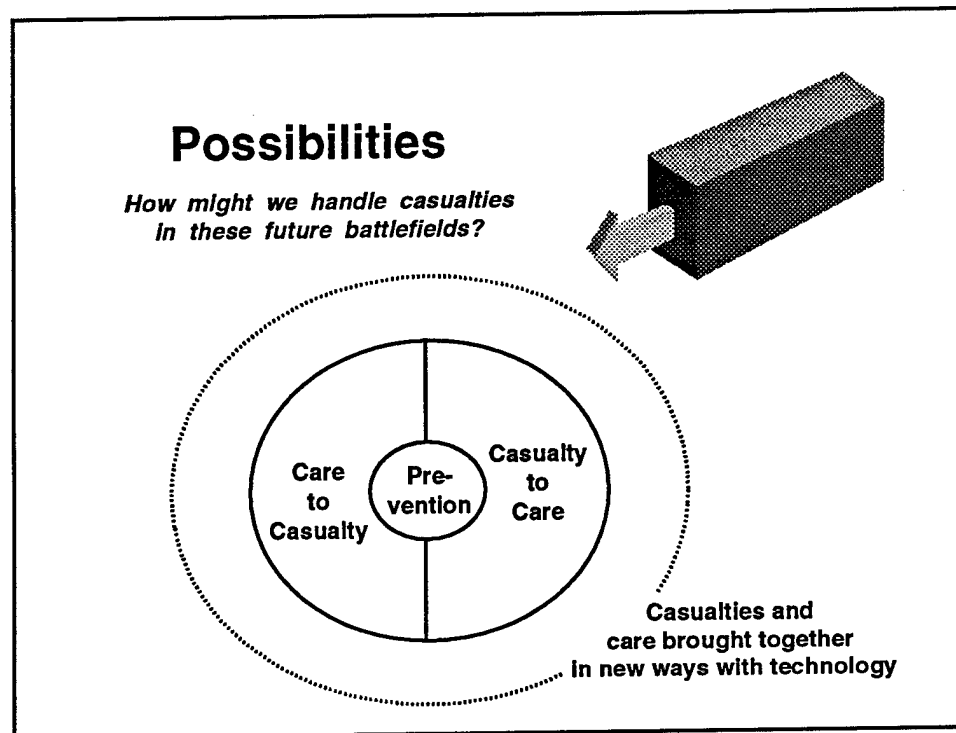 Possibilities
How might we handle casualties
in these future battlefields?
Care
to
Casualty
Pre-
vention
Casualty
to
Care
Casualties and
care brought together
in new ways with technology